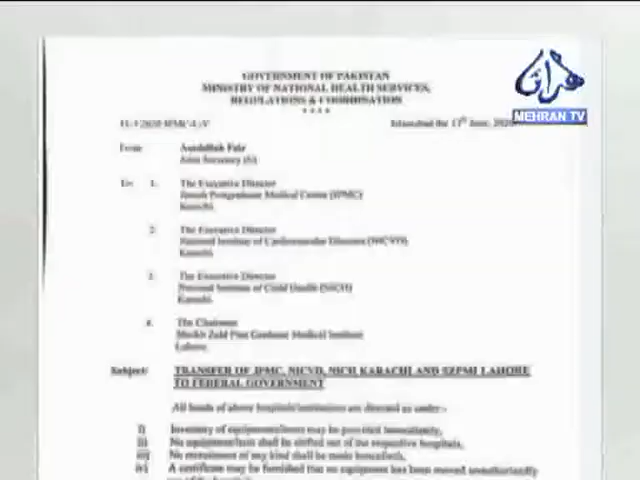 GOVERNMENT OF PAKISTAN
MINISTRY OF NATIONAL HEALTH SERVICES,
REGULATIONS & COORDINATION
****
Islamabad the 17th June, 2020
MEHRAN TV
From
Joint Secretary
To: 1. The Executive Director
Jinnah Postgraduate Medical Centre (JPMC)
Karachi
2. The Executive Director
National Institute of Cardiovascular Diseases (NICVD)
Karachi
3. The Executive Director
National Institute of Child Health (NICH)
Karachi
4. The Chairman
Sheikh Zaid Post Graduate Medical Institute
Lahore
Subject: TRANSFER OF JPMC, NICVD, NICH KARACHI AND SZPMI LAHORE
TO FEDERAL GOVERNMENT
All heads of above hospitals/institutions are directed as under:-
i) Inventory of equipments/items may be provided immediately,
ii) No equipment/item shall be shifted out of the respective hospitals,
iii) No recruitment of any kind shall be made henceforth,
iv) A certificate may be furnished that no equipment has been moved unauthorizedly